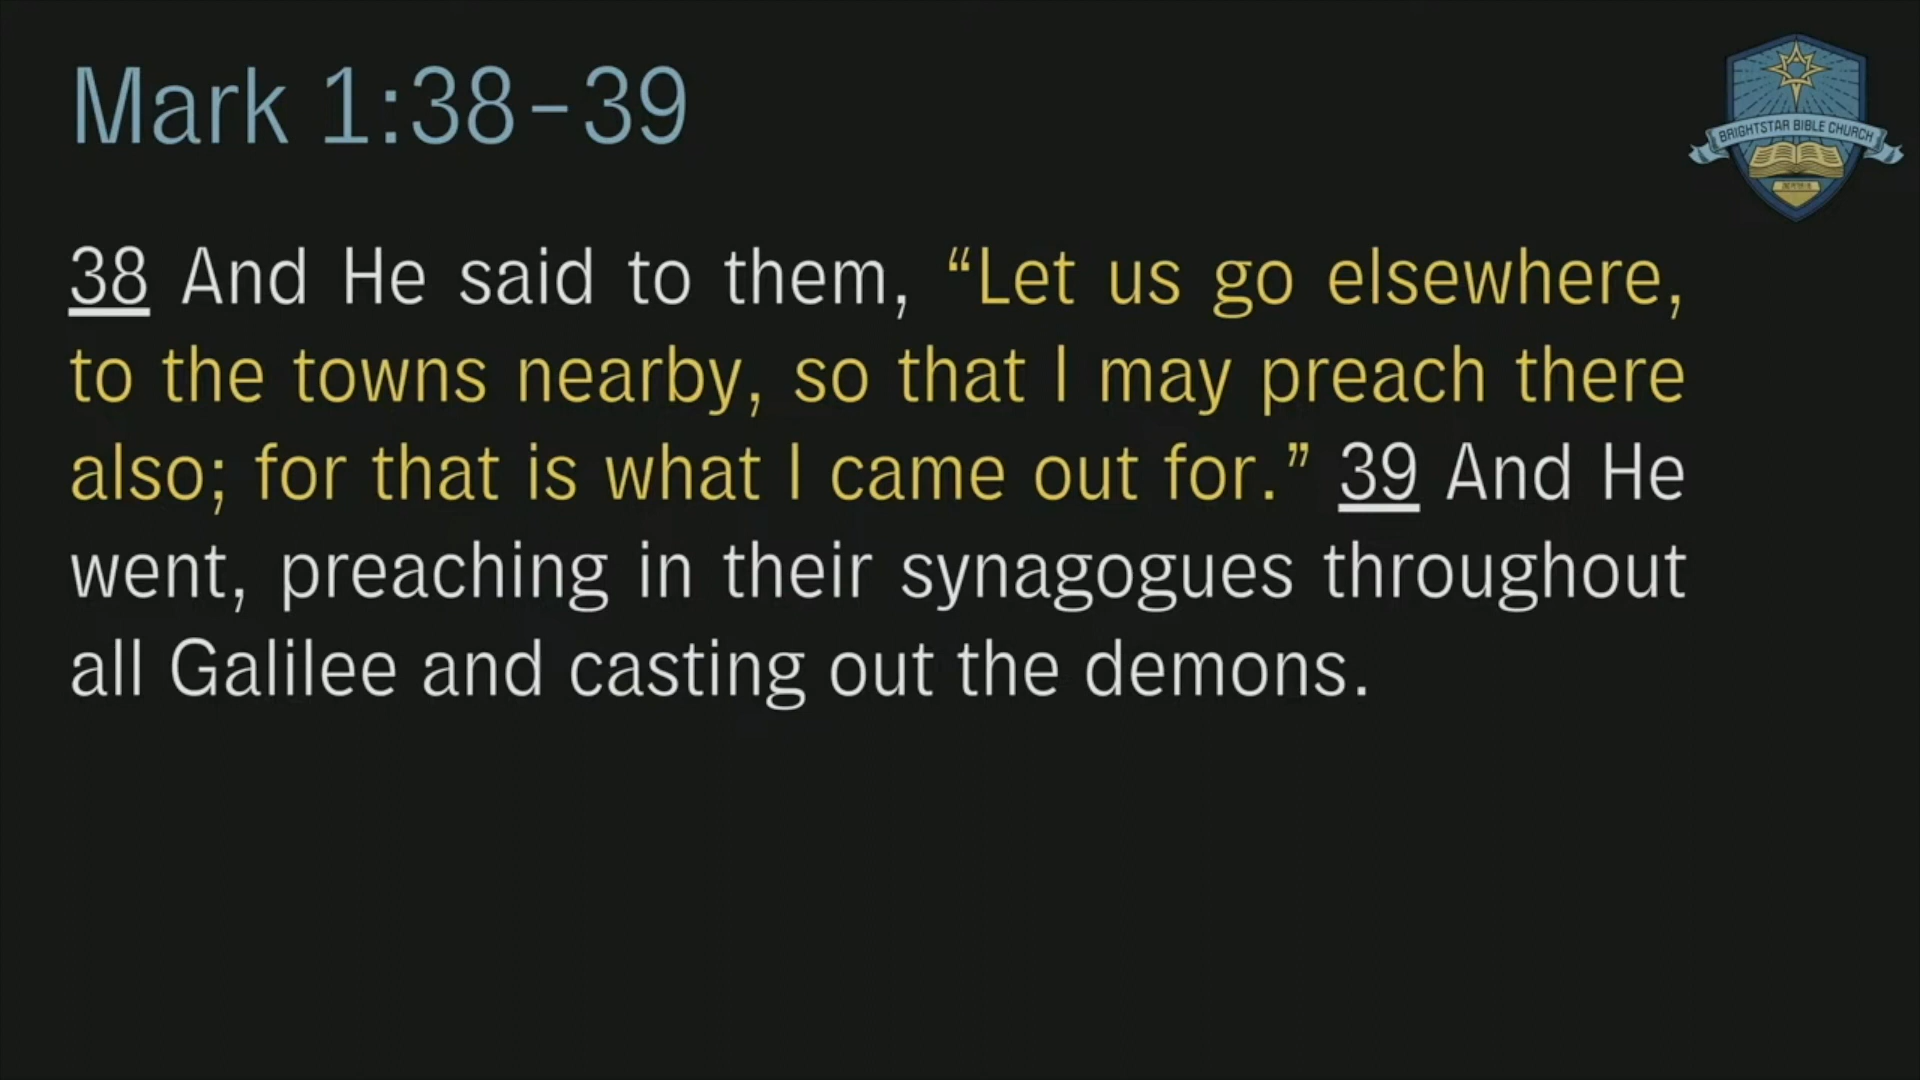 Mark 1:38–39
BRIGHTSTAR BIBLE CHURCH
38 And He said to them, “Let us go elsewhere,
to the towns nearby, so that I may preach there
also; for that is what I came out for.” 39 And He
went, preaching in their synagogues throughout
all Galilee and casting out the demons.